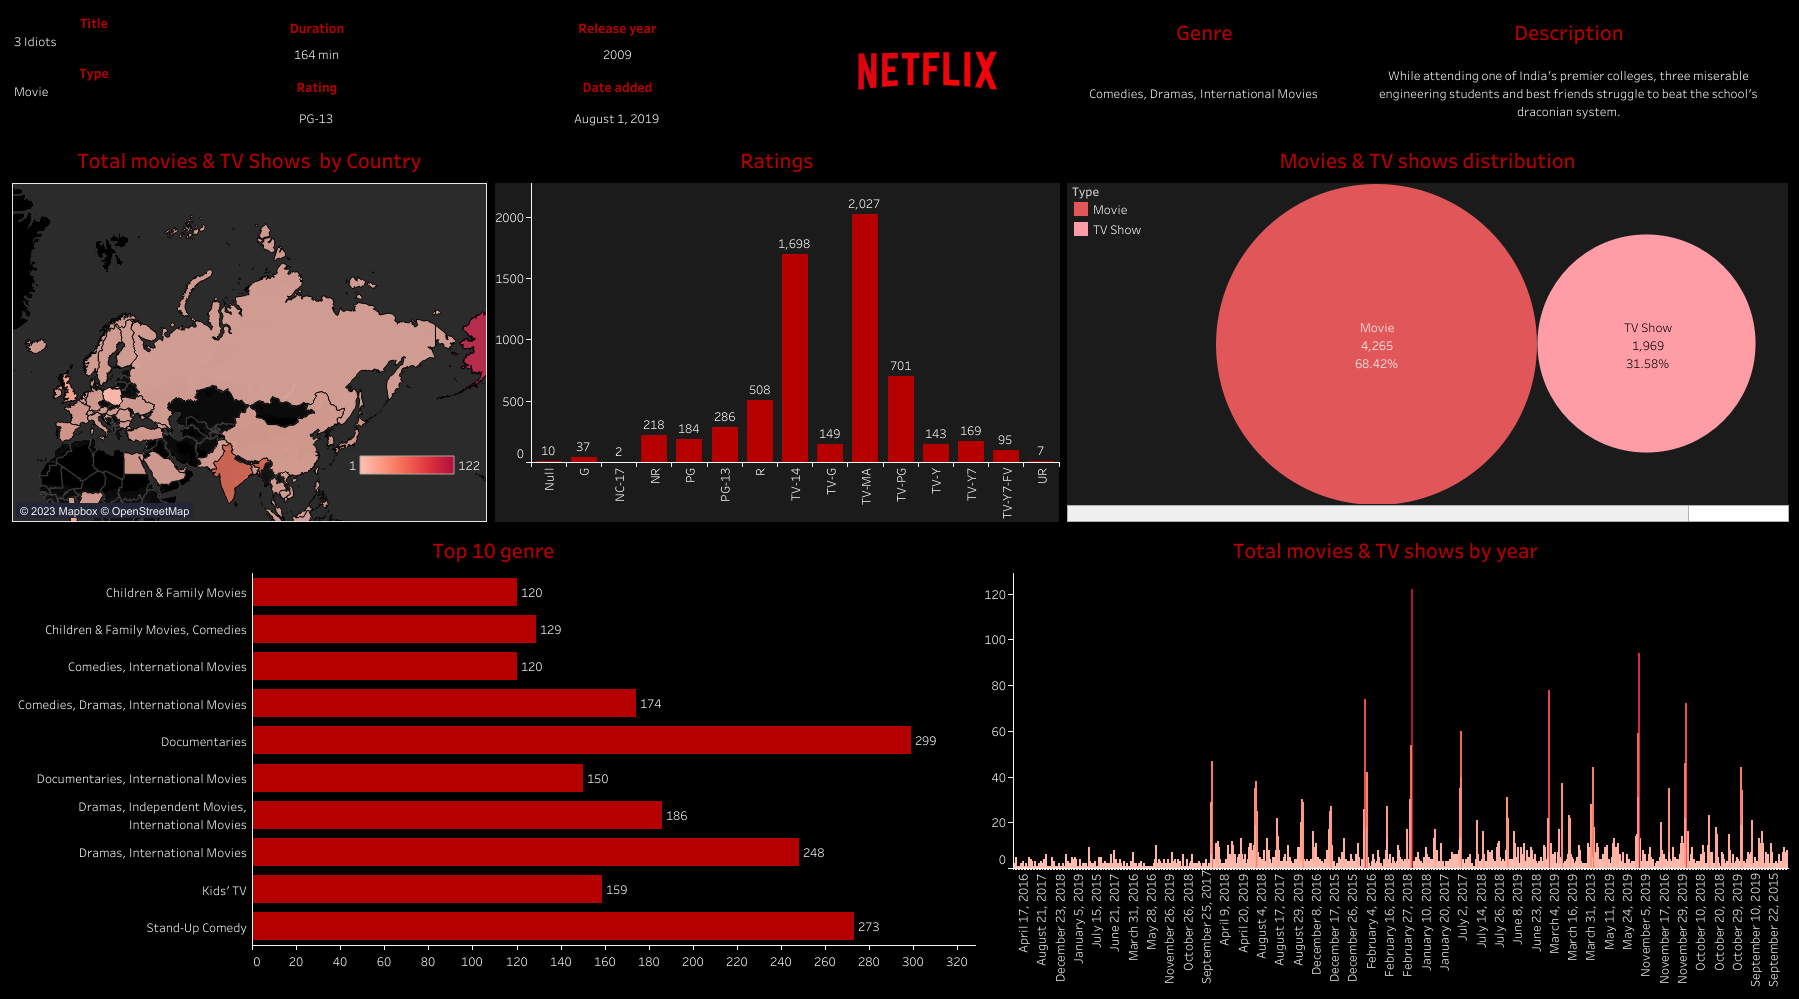 Title
3 Idiots
Type
Movie
Duration
164 min
Rating
PG-13
Release year
2009
Date added
August 1, 2019
NETFLIX
Genre
Comedies, Dramas, International Movies
Description
While attending one of India's premier colleges, three miserable
engineering students and best friends struggle to beat the school's
draconian system.
Total movies & TV Shows by Country
1
122
© 2023 Mapbox © OpenStreetMap
Ratings
2000
1500
1000
500
0
10
37
2
218
184
286
508
1,698
149
2,027
701
143
169
95
7
Null
G
NC-17
NR
PG
PG-13
R
TV-14
TV-G
TV-MA
TV-PG
TV-Y
TV-Y7
TV-Y7-FV
UR
Movies & TV shows distribution
Type
Movie
TV Show
Movie
4,265
68.42%
TV Show
1,969
31.58%
Top 10 genre
Children & Family Movies
120
Children & Family Movies, Comedies
129
Comedies, International Movies
120
Comedies, Dramas, International Movies
174
Documentaries
299
Documentaries, International Movies
150
Dramas, Independent Movies,
International Movies
186
Dramas, International Movies
248
Kids' TV
159
Stand-Up Comedy
273
0 20 40 60 80 100 120 140 160 180 200 220 240 260 280 300 320
Total movies & TV shows by year
120
100
80
60
40
20
0
April 17, 2016
August 21, 2017
December 23, 2018
January 5, 2019
July 15, 2015
June 21, 2017
March 31, 2016
May 28, 2016
November 26, 2019
October 26, 2018
September 25, 2017
April 9, 2018
April 20, 2019
August 4, 2018
August 17, 2018
August 29, 2019
December 8, 2016
December 17, 2015
December 26, 2015
February 4, 2016
February 16, 2018
February 27, 2018
January 10, 2018
January 20, 2017
July 2, 2017
July 14, 2018
July 26, 2018
June 8, 2019
June 23, 2018
March 4, 2019
March 16, 2019
March 31, 2013
May 11, 2019
May 24, 2019
November 5, 2019
November 17, 2016
November 29, 2019
October 10, 2018
October 20, 2018
October 29, 2019
September 10, 2019
September 22, 2015